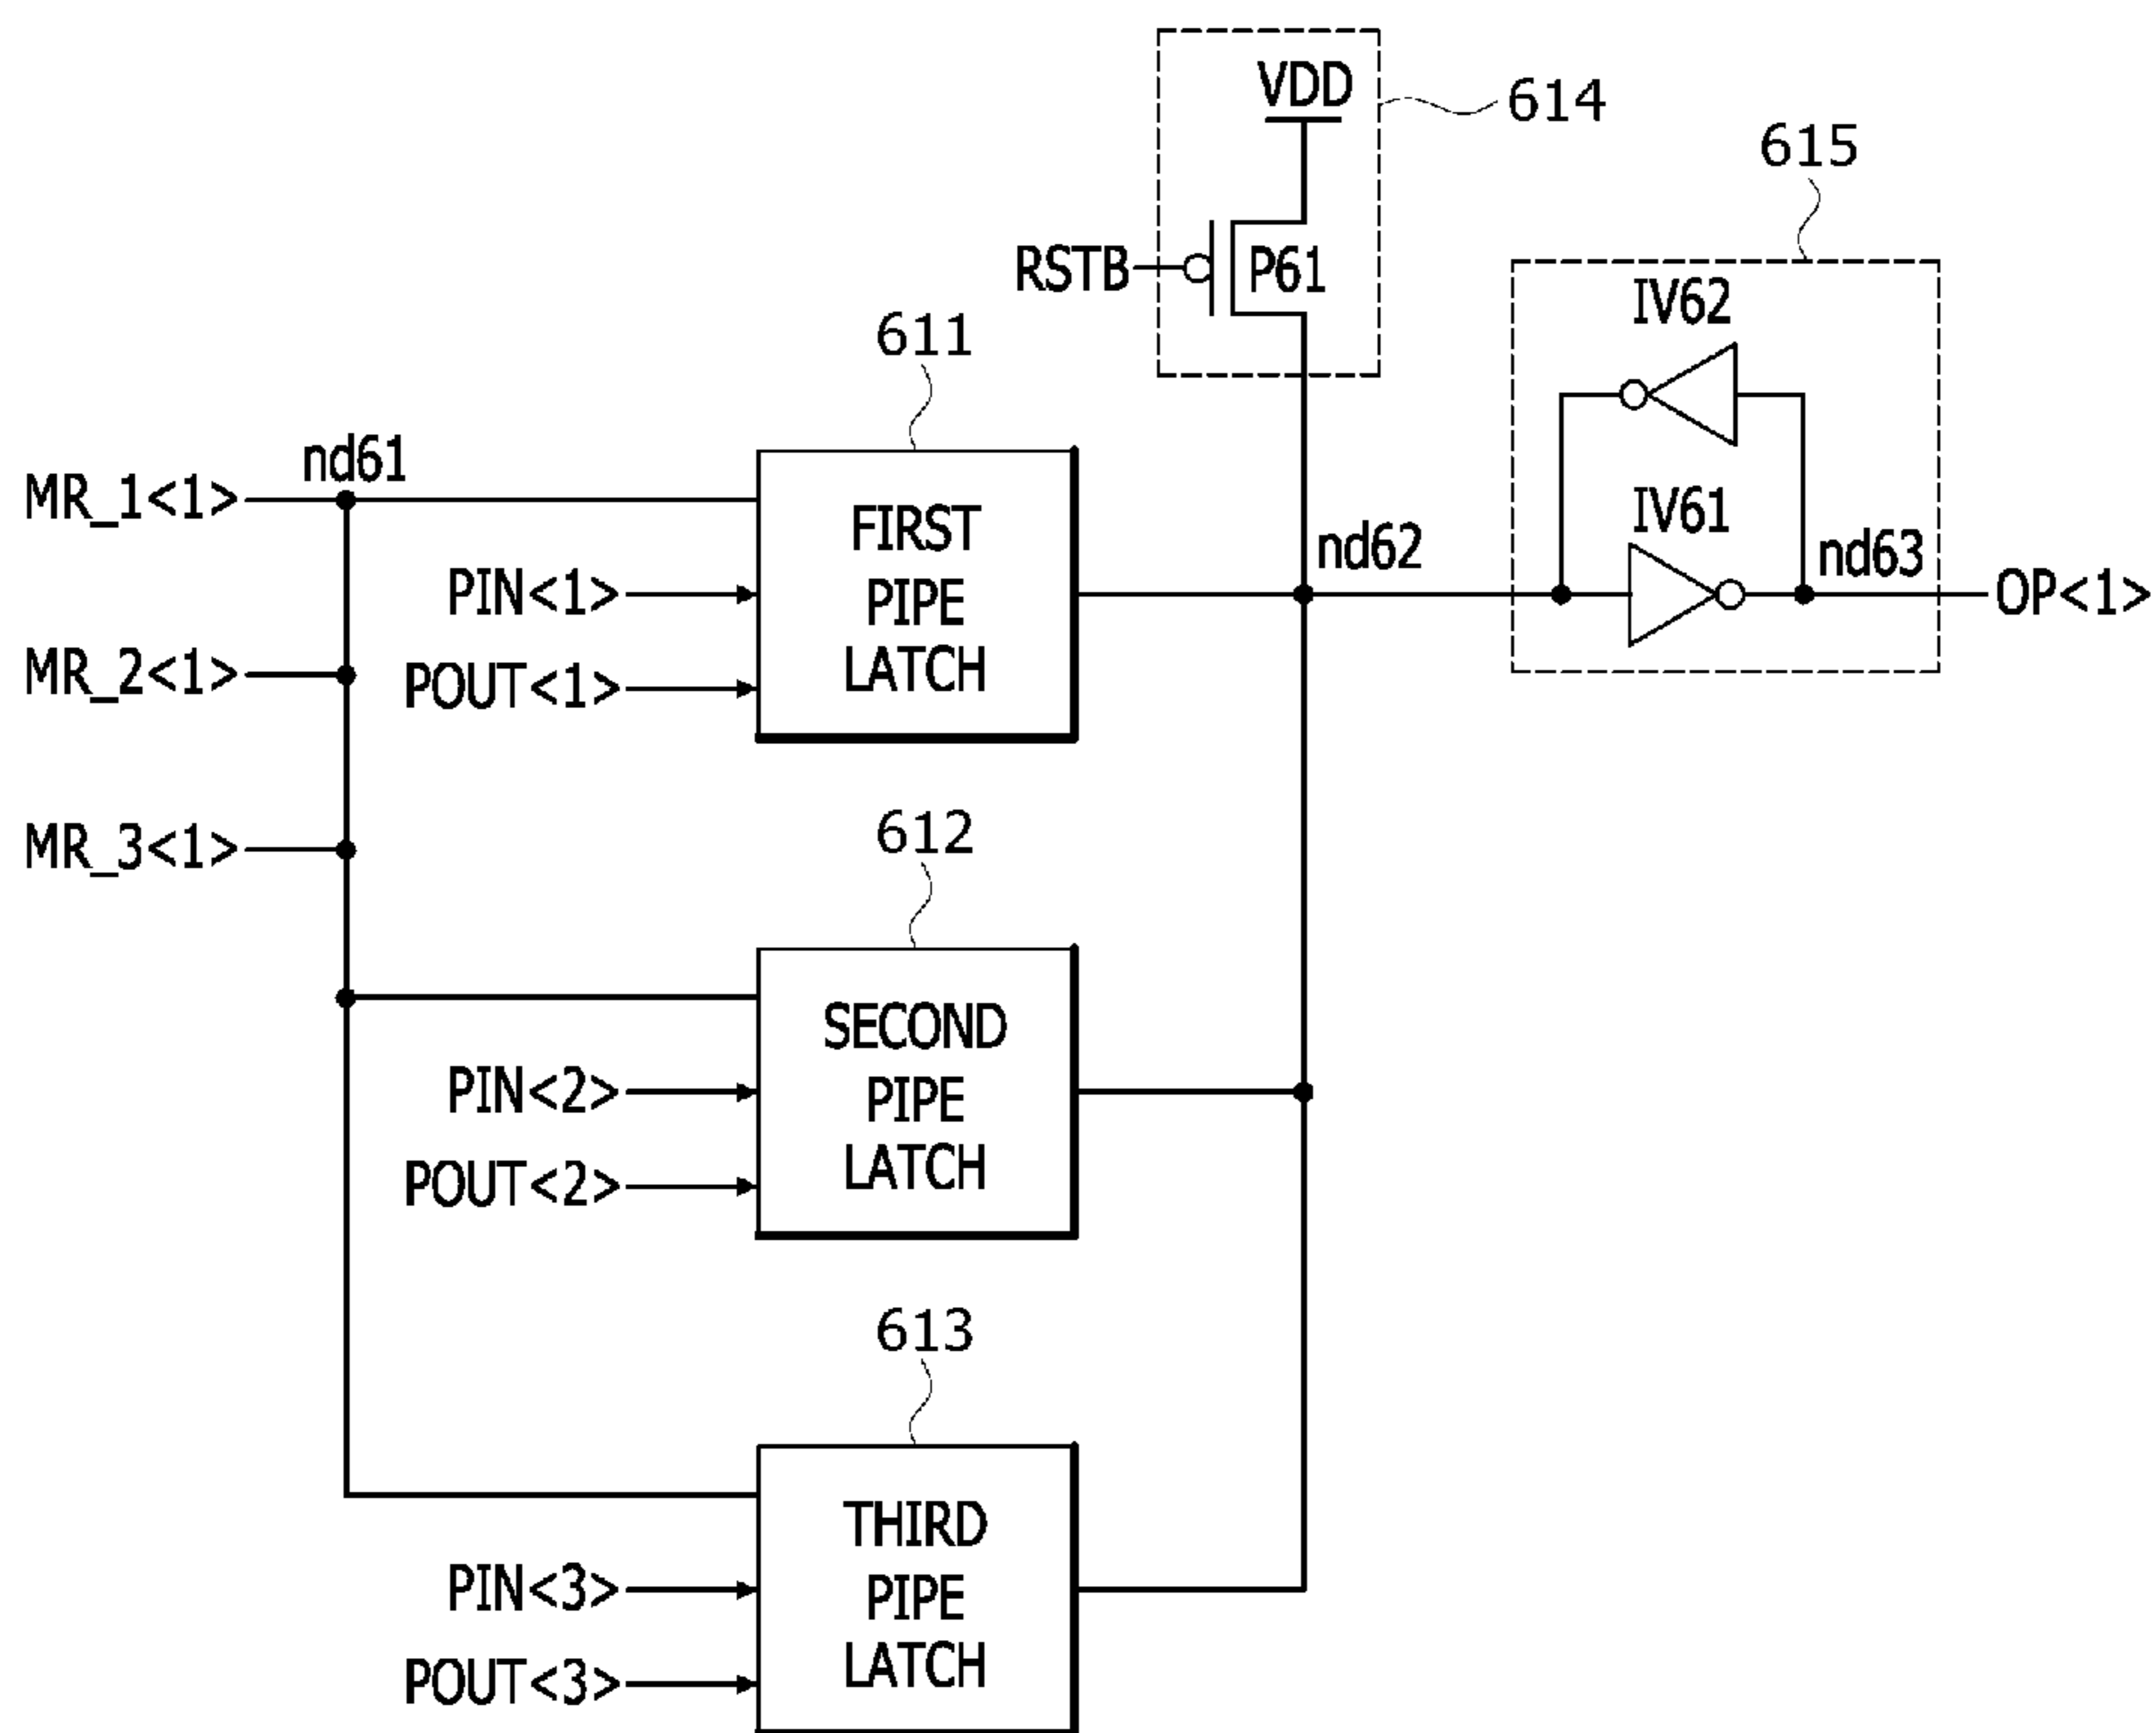 VDD
614
615
RSTB
P61
IV62
611
nd61
MR_1<1>
FIRST
PIPE
LATCH
IV61
nd62
nd63
PIN<1>
OP<1>
MR_2<1>
POUT<1>
612
MR_3<1>
SECOND
PIPE
LATCH
PIN<2>
POUT<2>
613
THIRD
PIPE
LATCH
PIN<3>
POUT<3>